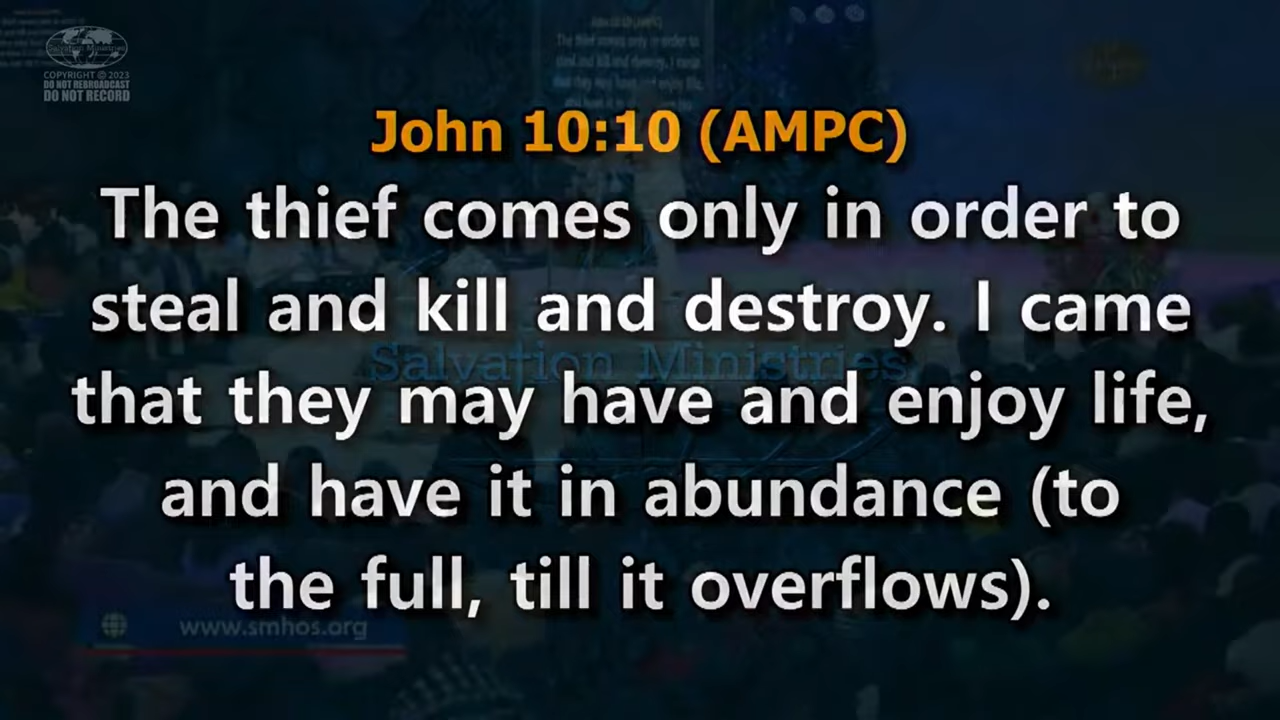 Salvation Ministries
COPYRIGHT © 2023
DO NOT REBROADCAST
DO NOT RECORD
John 10:10 (AMPC)
The thief comes only in order to
steal and kill and destroy. I came
Salvation Ministries
that they may have and enjoy life,
and have it in abundance (to
the full, till it overflows).
www.smhos.org